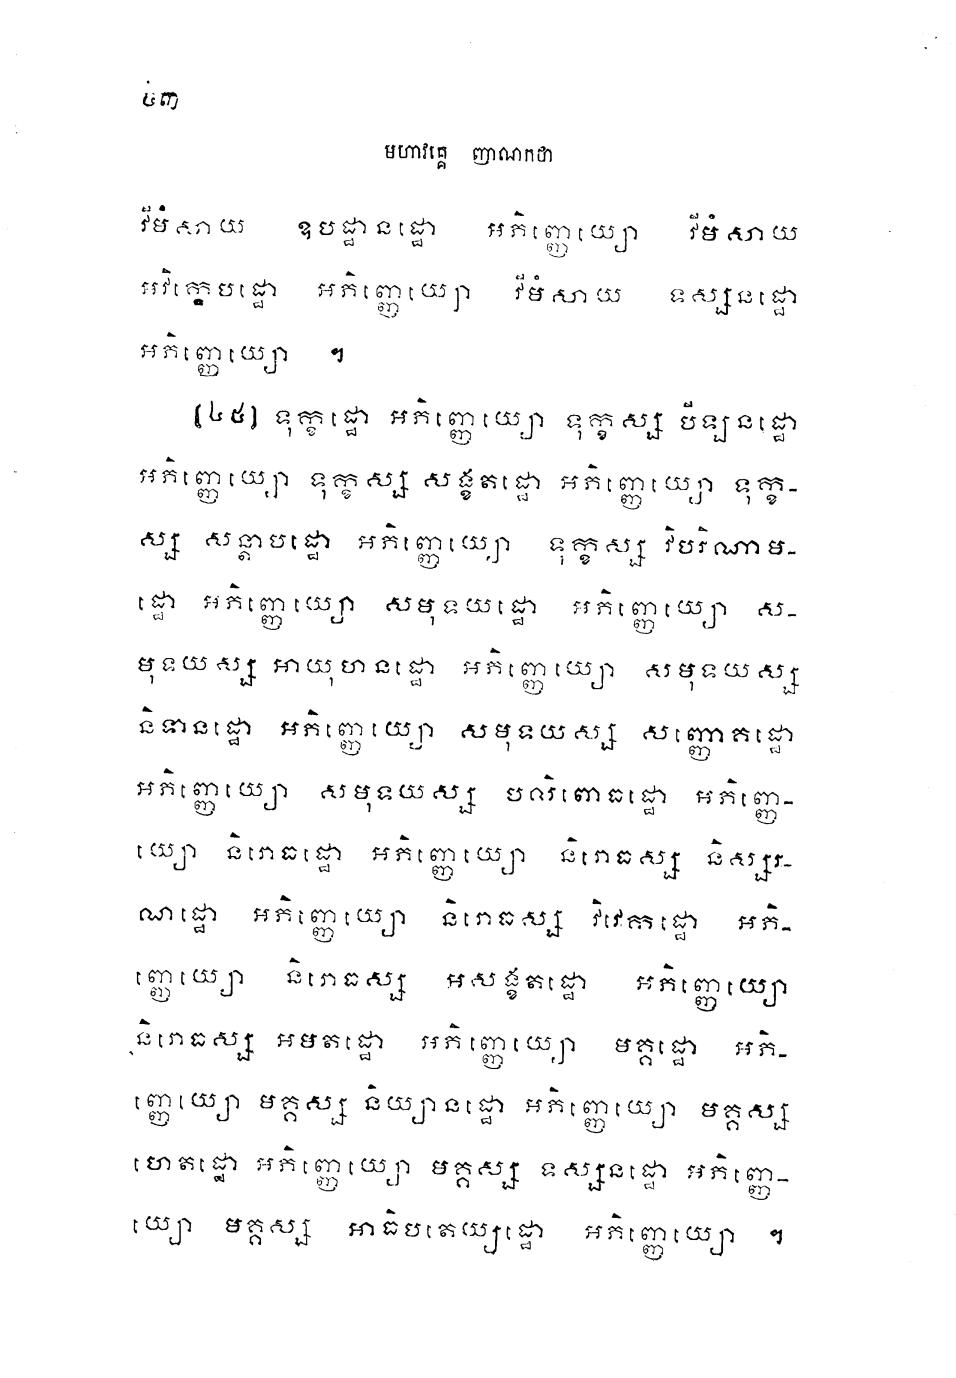 ៤៣
មហាវគ្គេ ញាណកថា
វីមំសាយ ឧបដ្ឋានដ្ឋោ អភិញ្ញេយ្យោ វីមំសាយ
អវិក្ខេបដ្ឋោ អភិញ្ញេយ្យោ វីមំសាយ ទស្សនដ្ឋោ
អភិញ្ញេយ្យោ ។
[៤៥] ទុក្ខដ្ឋោ អភិញ្ញេយ្យោ ទុក្ខស្ស បីឡនដ្ឋោ
អភិញ្ញេយ្យោ ទុក្ខស្ស សង្ខតដ្ឋោ អភិញ្ញេយ្យោ ទុក្ខ-
ស្ស សន្តាបដ្ឋោ អភិញ្ញេយ្យោ ទុក្ខស្ស វិបរិណាម-
ដ្ឋោ អភិញ្ញេយ្យោ សមុទយដ្ឋោ អភិញ្ញេយ្យោ ស-
មុទយស្ស អាយុហនដ្ឋោ អភិញ្ញេយ្យោ សមុទយស្ស
និទានដ្ឋោ អភិញ្ញេយ្យោ សមុទយស្ស សញ្ញោគដ្ឋោ
អភិញ្ញេយ្យោ សមុទយស្ស បលិពោធដ្ឋោ អភិញ្ញេ-
យ្យោ និរោធដ្ឋោ អភិញ្ញេយ្យោ និរោធស្ស និស្សរ-
ណដ្ឋោ អភិញ្ញេយ្យោ និរោធស្ស វិវេកដ្ឋោ អភិ-
ញ្ញេយ្យោ និរោធស្ស អសង្ខតដ្ឋោ អភិញ្ញេយ្យោ
និរោធស្ស អមតដ្ឋោ អភិញ្ញេយ្យោ មគ្គដ្ឋោ អភិ-
ញ្ញេយ្យោ មគ្គស្ស និយ្យានដ្ឋោ អភិញ្ញេយ្យោ មគ្គស្ស
ហេតដ្ឋោ អភិញ្ញេយ្យោ មគ្គស្ស ទស្សនដ្ឋោ អភិញ្ញេ-
យ្យោ មគ្គស្ស អាធិបតេយ្យដ្ឋោ អភិញ្ញេយ្យោ ។